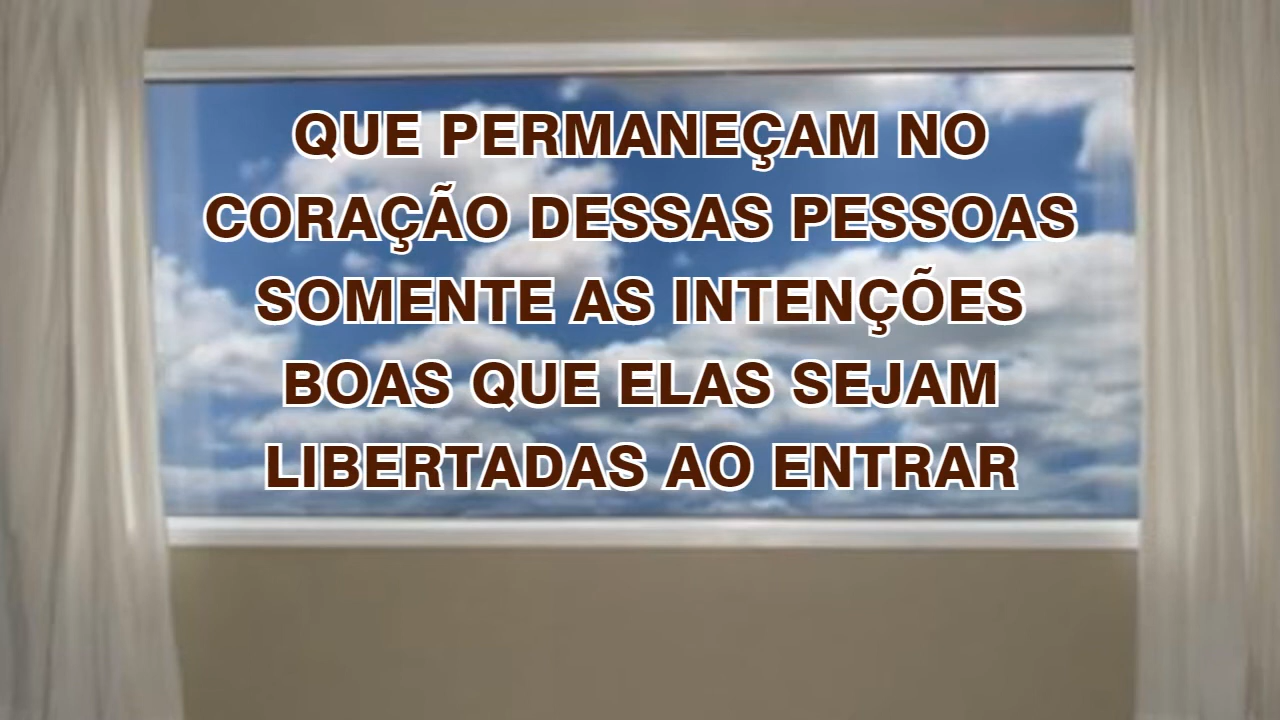 QUE PERMANEÇAM NO
CORAÇÃO DESSAS PESSOAS
SOMENTE AS INTENÇÕES
BOAS QUE ELAS SEJAM
LIBERTADAS AO ENTRAR